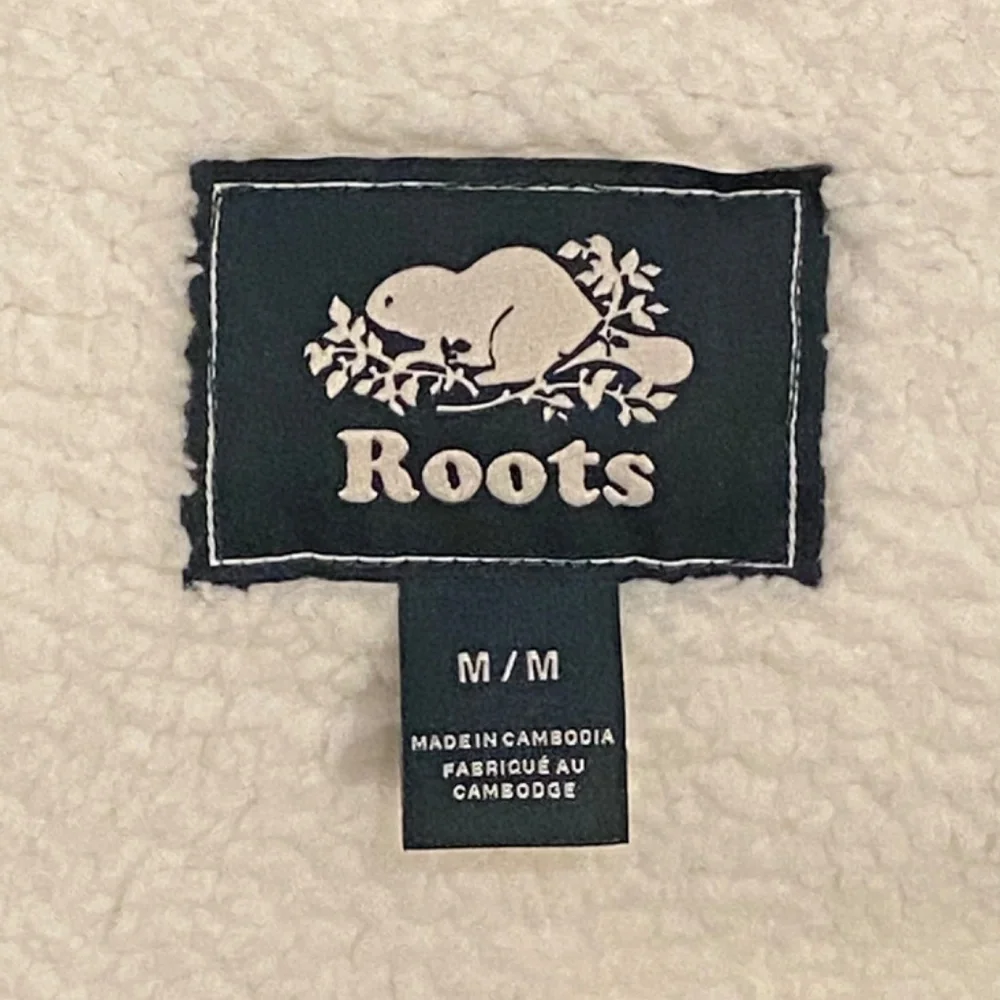 Roots
M / M
MADE IN CAMBODIA
FABRIQUÉ AU
CAMBODGE